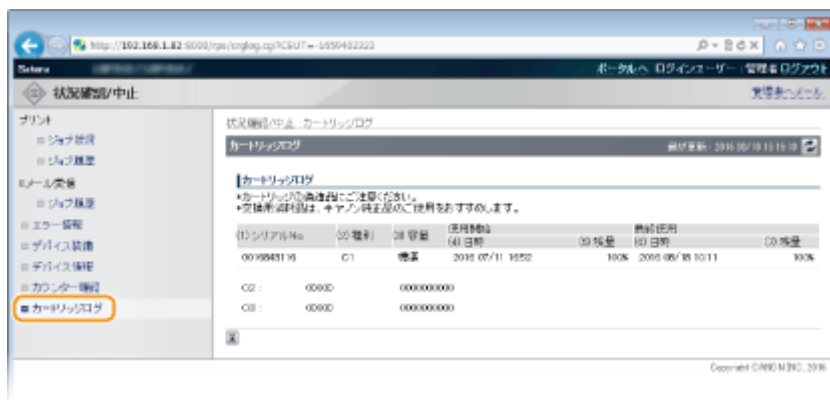 http://192.168.1.82:8000/rps/crglog.cgi?CSUT=-1659402223
Satera
ポータルへ ログインユーザー: 管理者 ログアウト
状況確認/中止
管理者へメール
プリント
ジョブ状況
ジョブ履歴
Eメール受信
ジョブ履歴
エラー情報
デバイス装備
デバイス情報
カウンター確認
カートリッジログ
状況確認/中止 : カートリッジログ
カートリッジログ
最終更新 : 2016 08/18 15:15:18
カートリッジログ
*カートリッジの偽造品にご注意ください。
*交換用消耗品は、キヤノン純正品のご使用をおすすめします。
使用開始 最終使用
(1) シリアルNo. (2) 種別 (3) 容量 (4) 日時 (5) 残量 (6) 日時 (7) 残量
0016843116 C1 標準 2016 07/11 16:52 100% 2016 08/18 10:11 100%
C02 : 00000 0000000000
C03 : 00000 0000000000
Copyright CANON INC. 2016